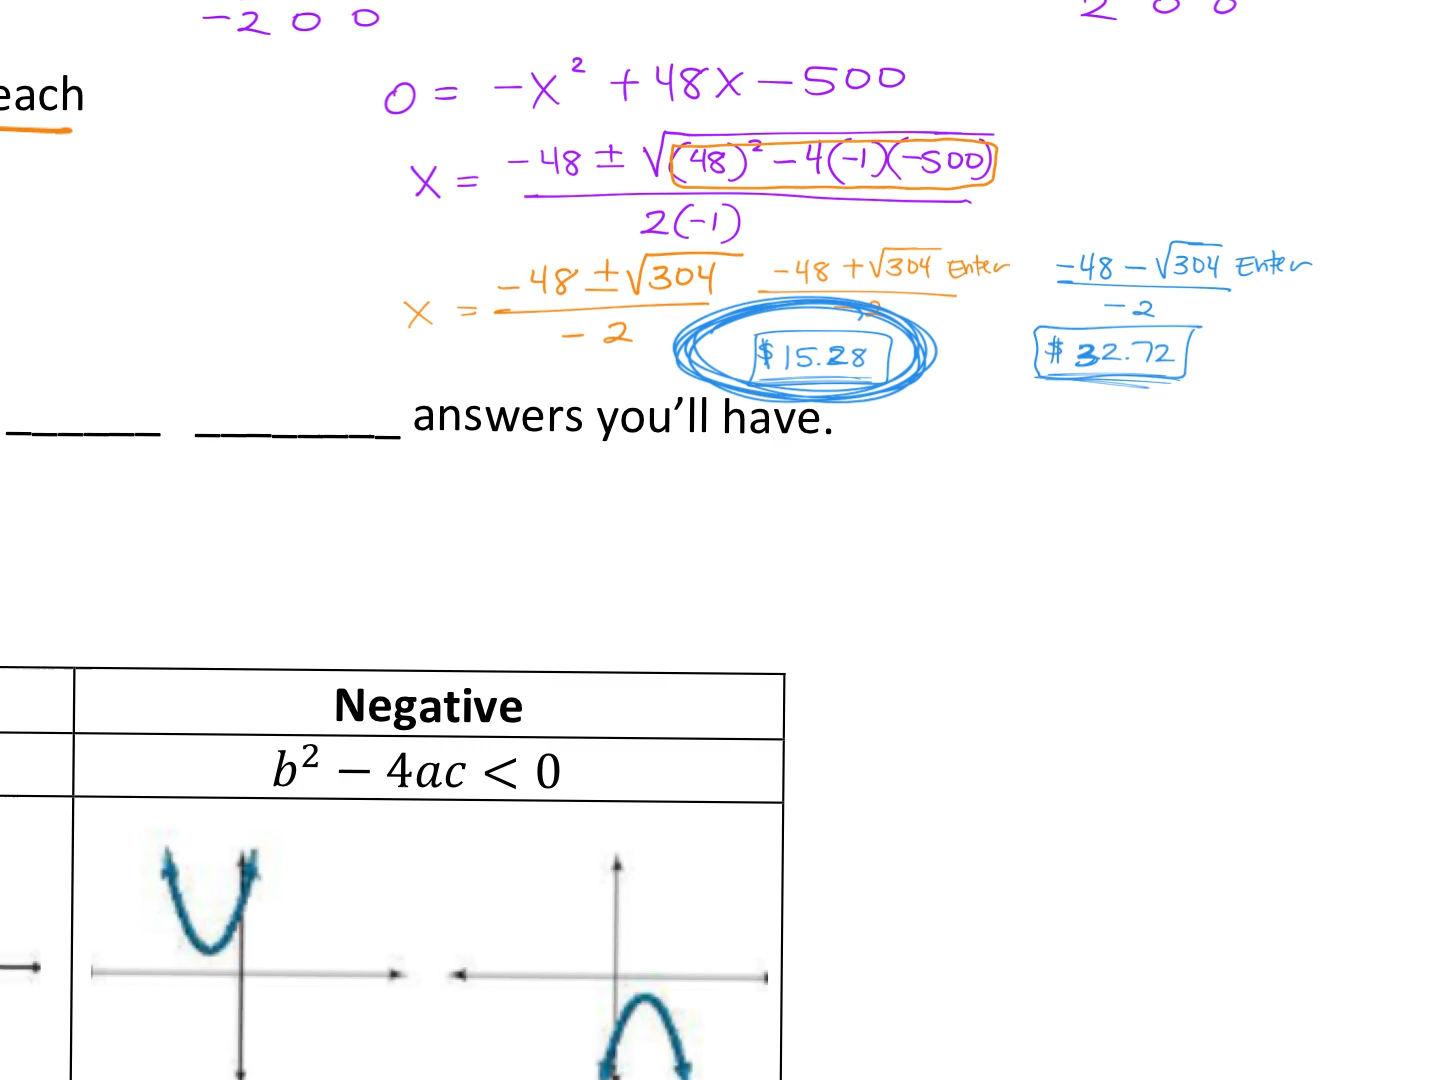 -200
200
each
0 = -x² + 48x - 500
x = (-48 ± √((48)² - 4(-1)(-500))) / 2(-1)
x = (-48 ± √304) / -2
(-48 + √304) / -2 Enter
(-48 - √304) / -2 Enter
$15.28
$32.72
______ ________ answers you’ll have.
Negative
b² − 4ac < 0